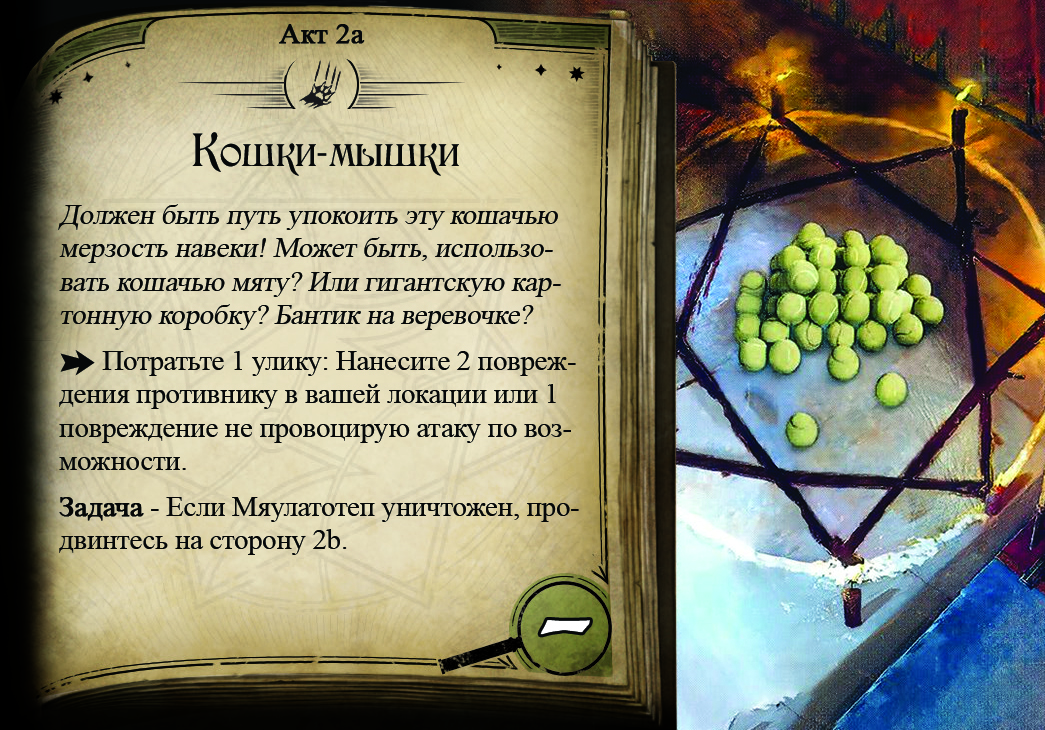 Акт 2а
Кошки-мышки
Должен быть путь упокоить эту кошачью
мерзость навеки! Может быть, использо-
вать кошачью мяту? Или гигантскую кар-
тонную коробку? Бантик на веревочке?
Потратьте 1 улику: Нанесите 2 повреж-
дения противнику в вашей локации или 1
повреждение не провоцирую атаку по воз-
можности.
Задача - Если Мяулатотеп уничтожен, про-
двинтесь на сторону 2b.
–